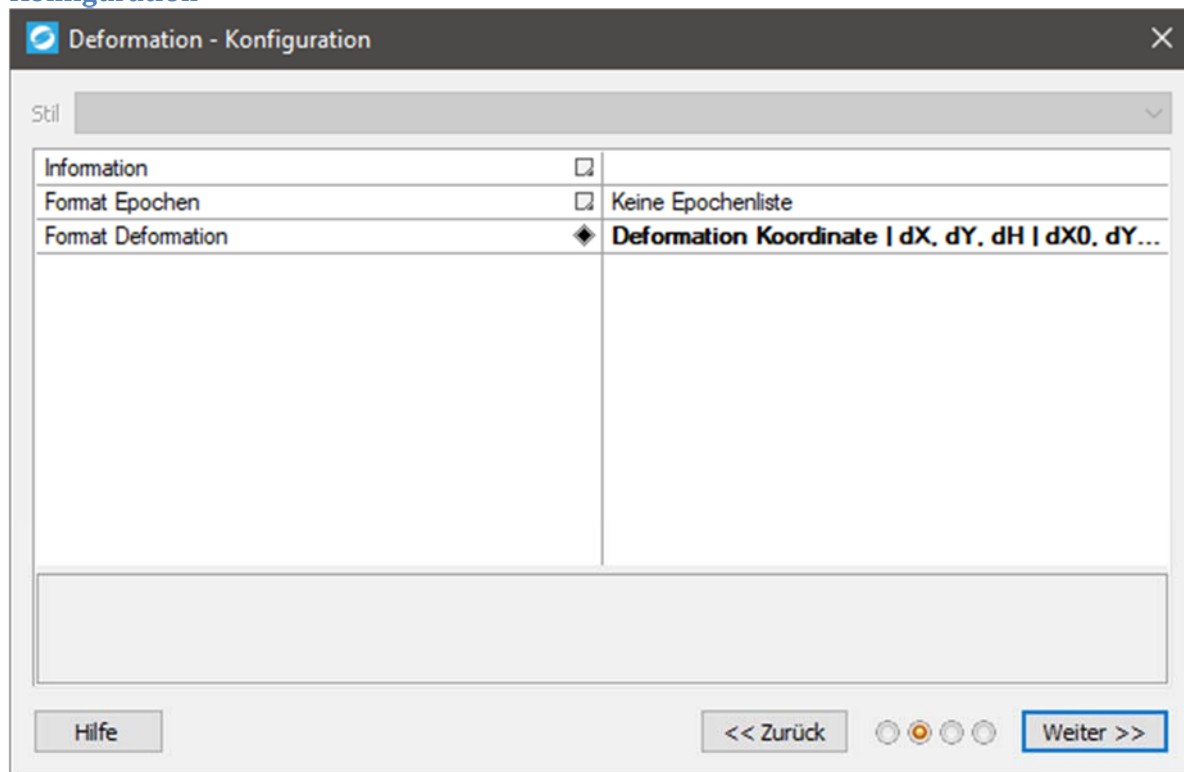 Konfiguration
Deformation - Konfiguration
Stil
Information
Format Epochen Keine Epochenliste
Format Deformation Deformation Koordinate | dX, dY, dH | dX0, dY...
Hilfe << Zurück Weiter >>